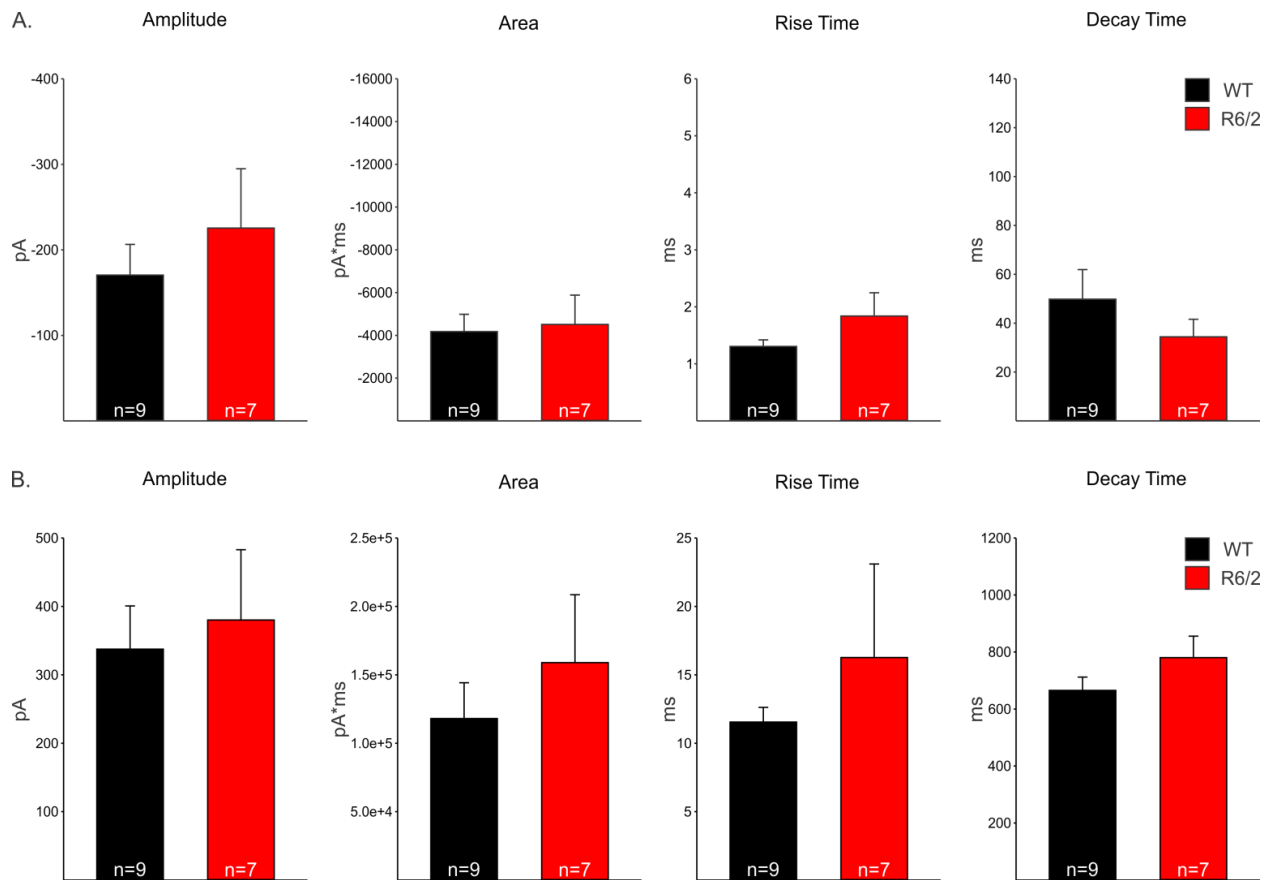 A.
Amplitude
Area
Rise Time
Decay Time
-400
-300
-200
-100
pA
n=9
n=7
-16000
-14000
-12000
-10000
-8000
-6000
-4000
-2000
pA*ms
n=9
n=7
6
5
4
3
2
1
ms
n=9
n=7
140
120
100
80
60
40
20
ms
n=9
n=7
WT
R6/2
B.
Amplitude
Area
Rise Time
Decay Time
500
400
300
200
100
pA
n=9
n=7
2.5e+5
2.0e+5
1.5e+5
1.0e+5
5.0e+4
pA*ms
n=9
n=7
25
20
15
10
5
ms
n=9
n=7
1200
1000
800
600
400
200
ms
n=9
n=7
WT
R6/2